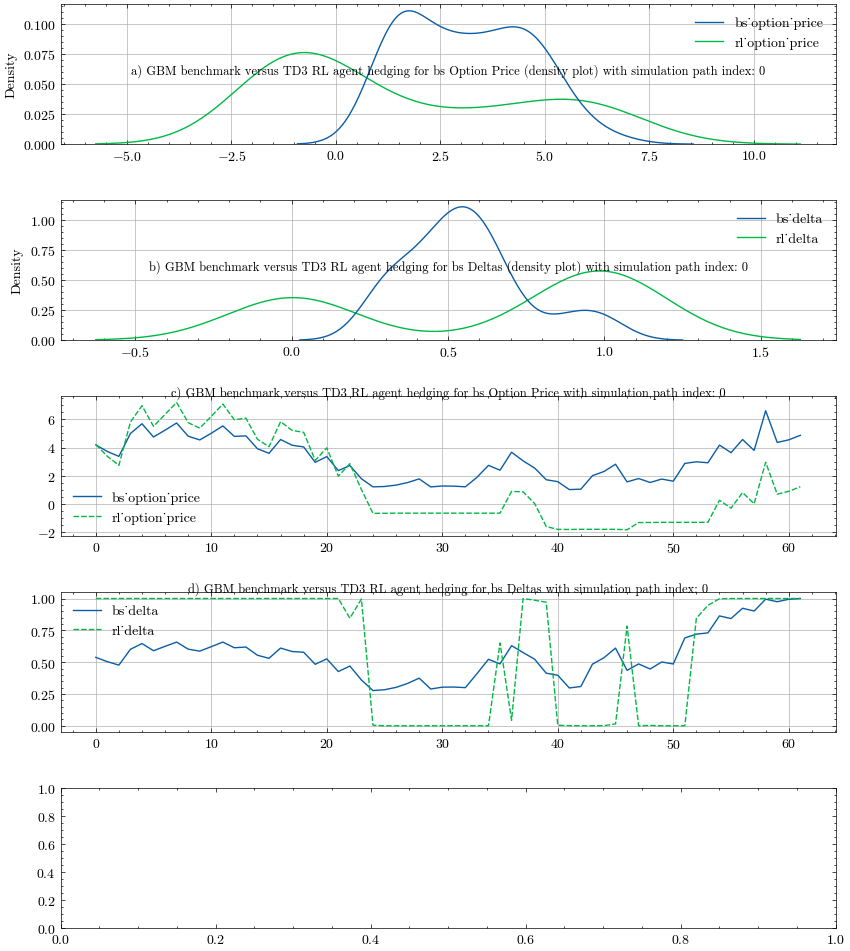 0.100
0.075
0.050
0.025
0.000
Density
bs˙option˙price
rl˙option˙price
a) GBM benchmark versus TD3 RL agent hedging for bs Option Price (density plot) with simulation path index: 0
−5.0 −2.5 0.0 2.5 5.0 7.5 10.0
1.00
0.75
0.50
0.25
0.00
Density
bs˙delta
rl˙delta
b) GBM benchmark versus TD3 RL agent hedging for bs Deltas (density plot) with simulation path index: 0
−0.5 0.0 0.5 1.0 1.5
c) GBM benchmark versus TD3 RL agent hedging for bs Option Price with simulation path index: 0
6
4
2
0
−2
bs˙option˙price
rl˙option˙price
0 10 20 30 40 50 60
d) GBM benchmark versus TD3 RL agent hedging for bs Deltas with simulation path index: 0
1.00
0.75
0.50
0.25
0.00
bs˙delta
rl˙delta
0 10 20 30 40 50 60
1.0
0.8
0.6
0.4
0.2
0.0
0.0 0.2 0.4 0.6 0.8 1.0